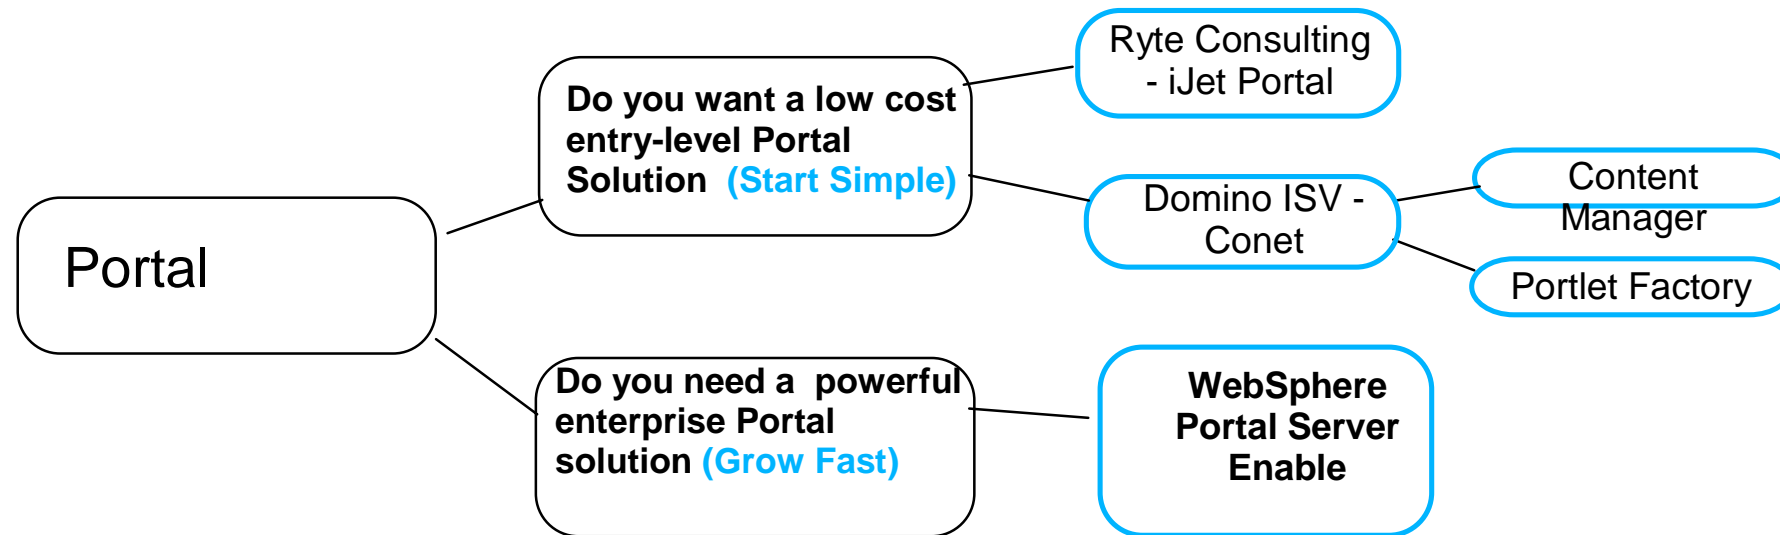 Portal
Do you want a low cost
entry-level Portal
Solution (Start Simple)
Ryte Consulting
- iJet Portal
Domino ISV -
Conet
Content
Manager
Portlet Factory
Do you need a powerful
enterprise Portal
solution (Grow Fast)
WebSphere
Portal Server
Enable